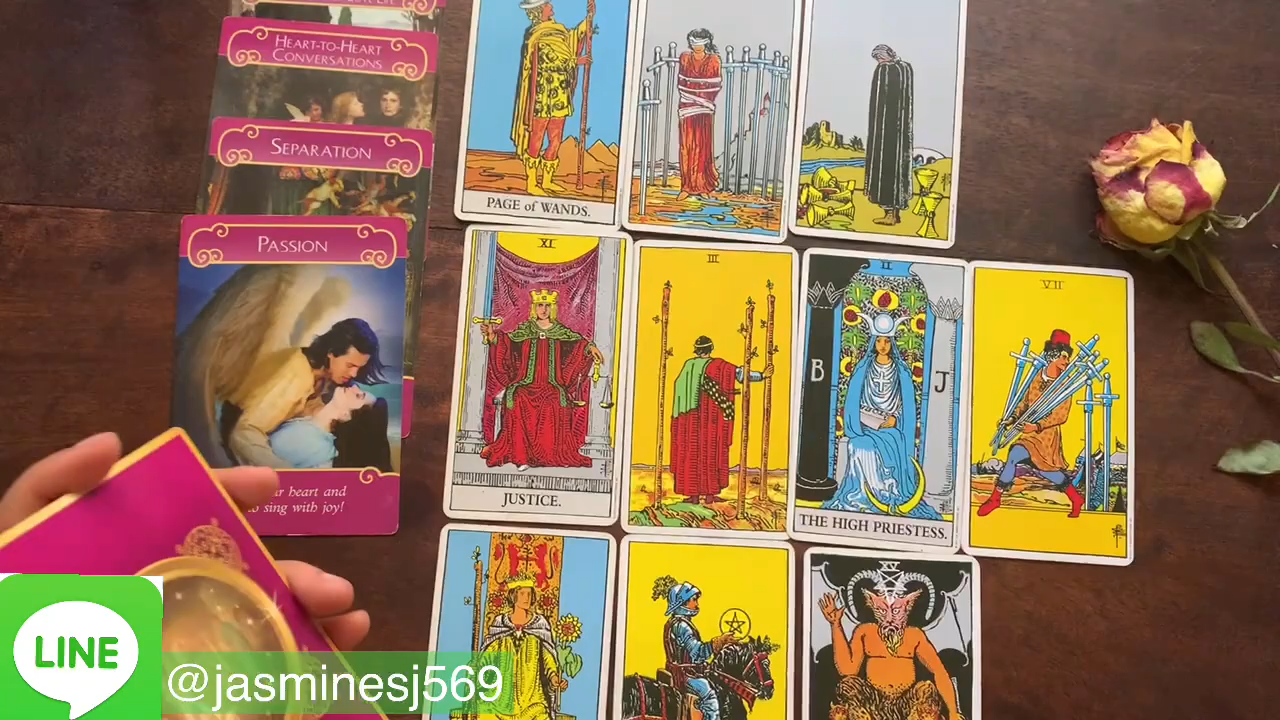 HEART-TO-HEART
CONVERSATIONS
SEPARATION
PASSION
heart and
sing with joy!
PAGE of WANDS.
XI
JUSTICE.
III
II
B
J
THE HIGH PRIESTESS.
VII
XV
LINE
@jasminesj569